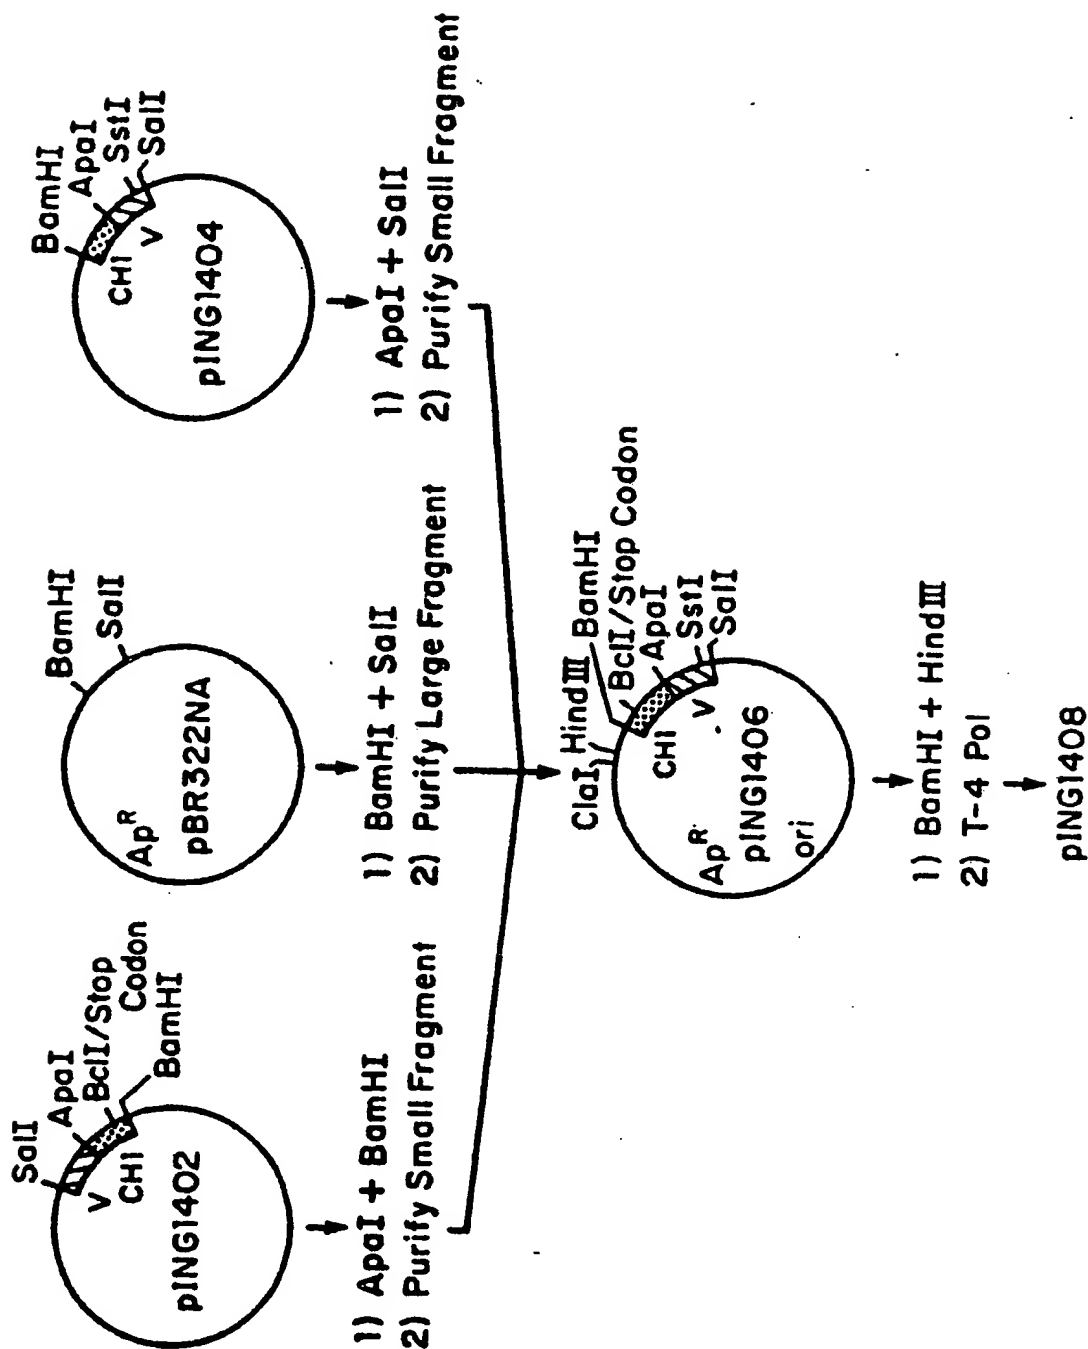 SalI
ApaI
BclI/Stop
Codon
BamHI
V
CHI
pING1402
1) ApaI + BamHI
2) Purify Small Fragment
BamHI
SalI
ApR
pBR322NA
1) BamHI + SalI
2) Purify Large Fragment
BamHI
ApaI
SstI
SalI
CHI
V
pING1404
1) ApaI + SalI
2) Purify Small Fragment
ClaI
HindIII
BamHI
BclI/Stop Codon
ApaI
SstI
SalI
CHI
V
ApR
pING1406
ori
1) BamHI + HindIII
2) T-4 Pol
pING1408